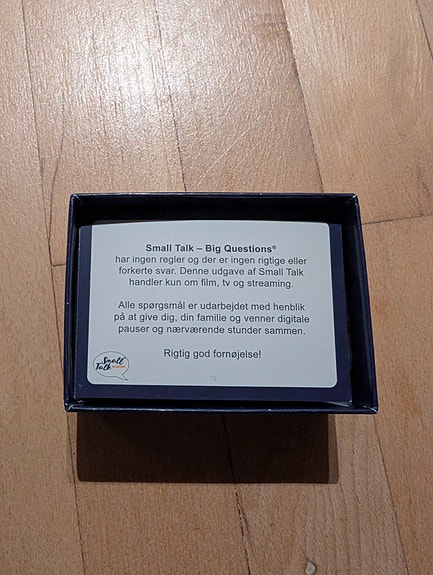 Small Talk – Big Questions®
har ingen regler og der er ingen rigtige eller
forkerte svar. Denne udgave af Small Talk
handler kun om film, tv og streaming.
Alle spørgsmål er udarbejdet med henblik
på at give dig, din familie og venner digitale
pauser og nærværende stunder sammen.
Rigtig god fornøjelse!
Small
Talk